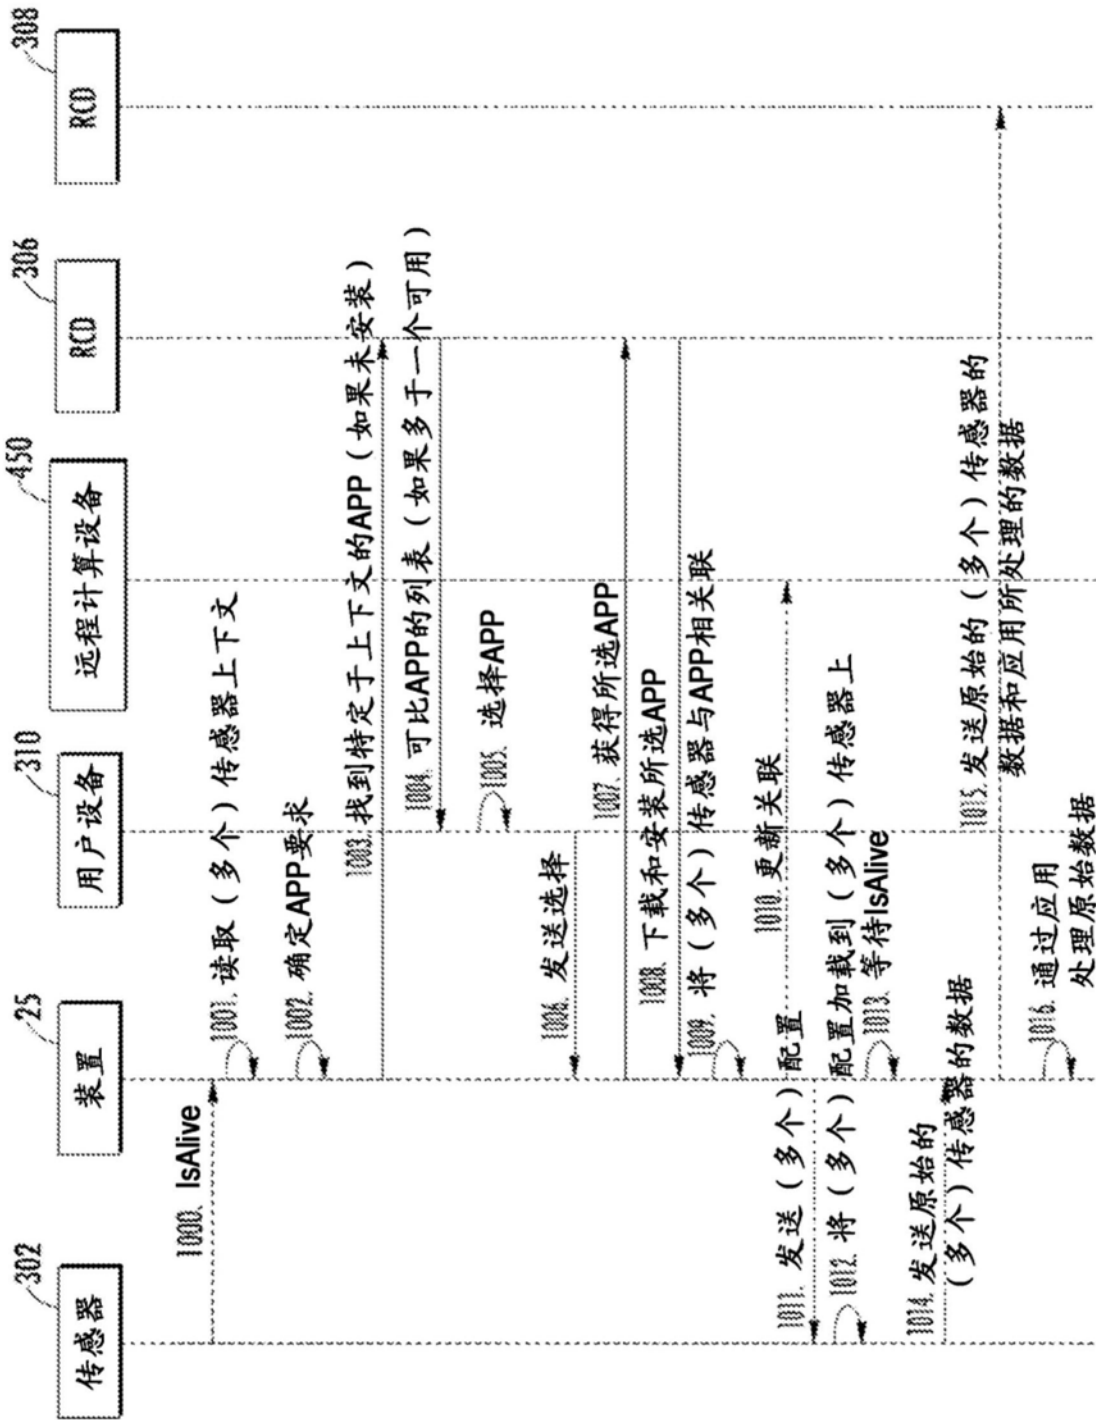 302
传感器
25
装置
310
用户设备
450
远程计算设备
306
RCD
308
RCD
1000、IsAlive
1001、读取（多个）传感器上下文
1002、确定APP要求
1003、找到特定于上下文的APP（如果未安装）
1004、可比APP的列表（如果多于一个可用）
1005、选择APP
1006、发送选择
1007、获得所选APP
1008、下载和安装所选APP
1009、将（多个）传感器与APP相关联
1010、更新关联
1011、发送（多个）配置
1012、将（多个）配置加载到（多个）传感器上
1013、等待IsAlive
1014、发送原始的
（多个）传感器的数据
1015、发送原始的（多个）传感器的
数据和应用所处理的数据
1016、通过应用
处理原始数据